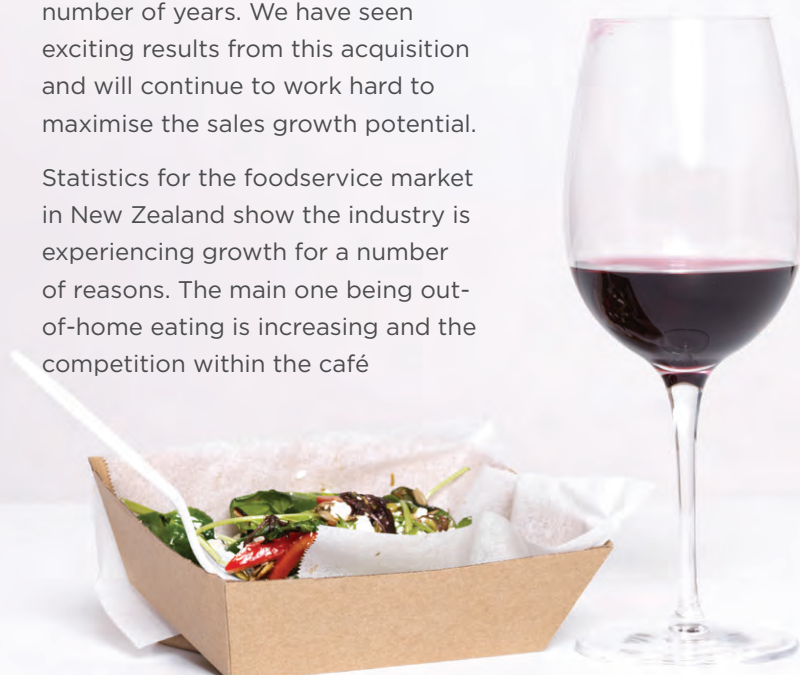 number of years. We have seen
exciting results from this acquisition
and will continue to work hard to
maximise the sales growth potential.
Statistics for the foodservice market
in New Zealand show the industry is
experiencing growth for a number
of reasons. The main one being out-
of-home eating is increasing and the
competition within the café